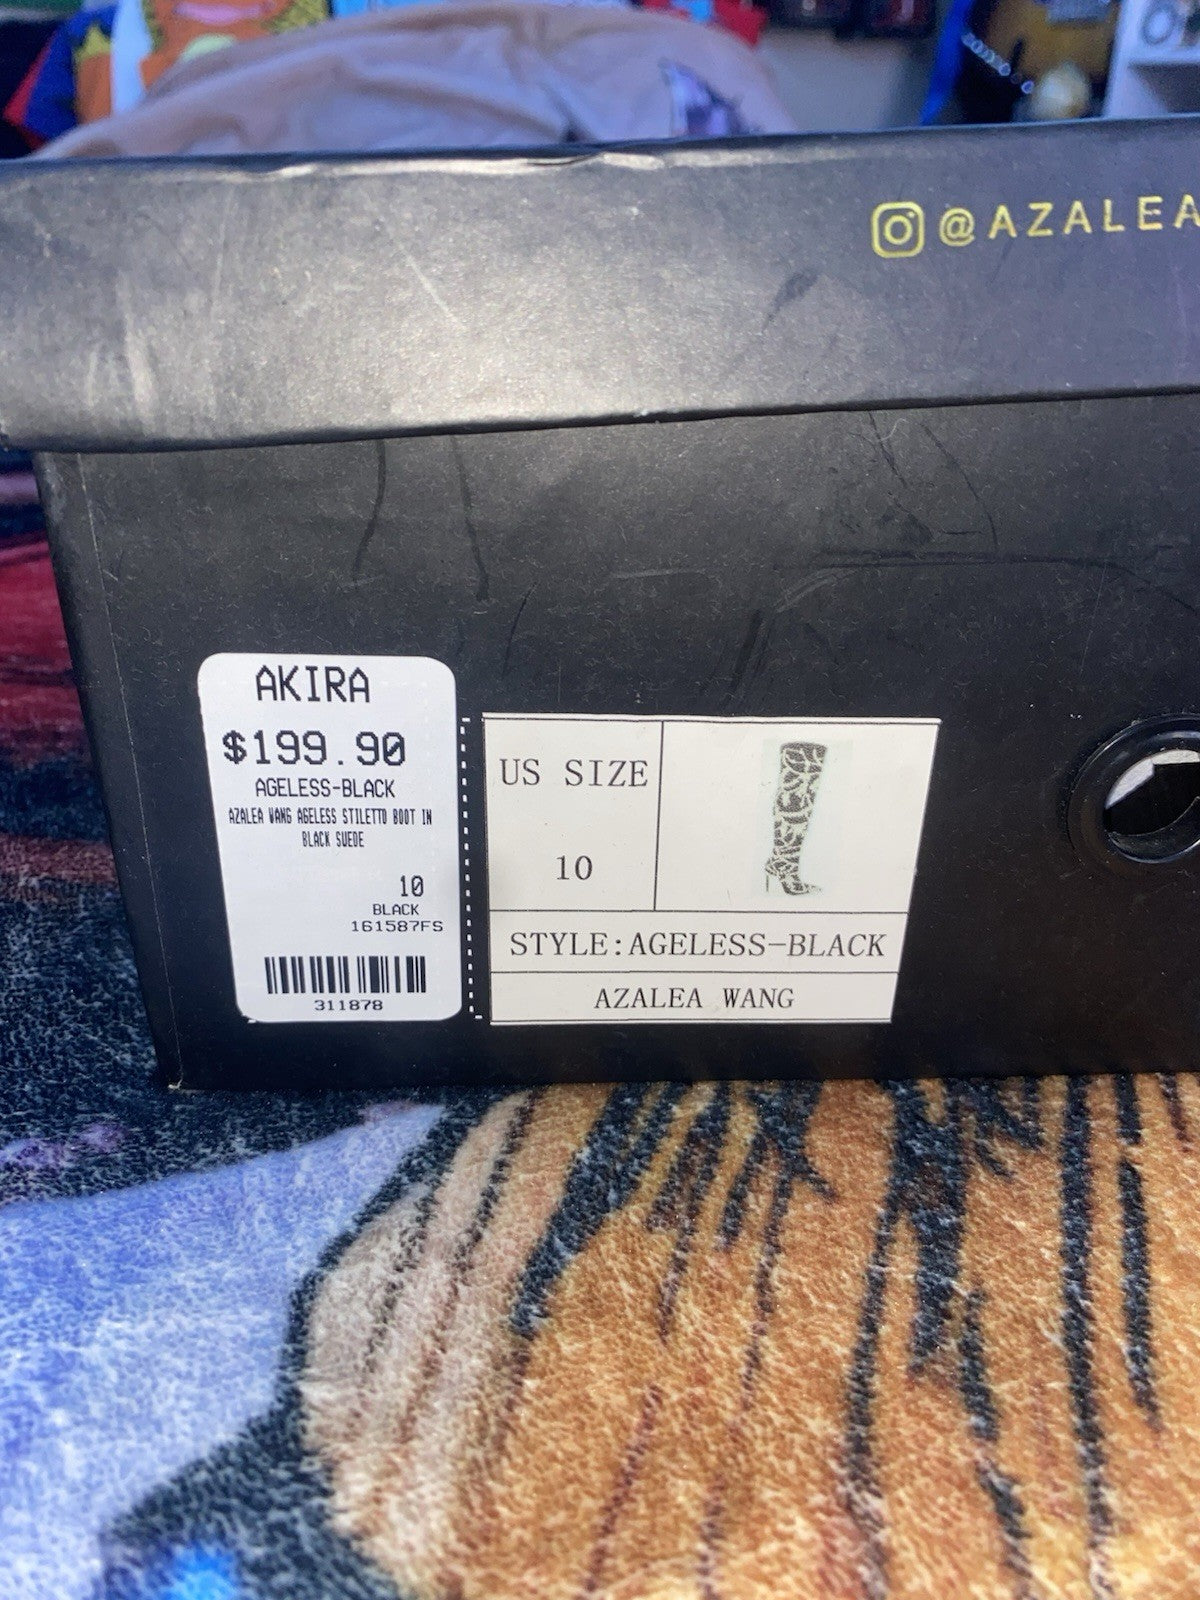 @AZALEA
AKIRA
$199.90
AGELESS-BLACK
AZALEA WANG AGELESS STILETTO BOOT IN
BLACK SUEDE
10
BLACK
161587FS
311878
US SIZE
10
STYLE:AGELESS-BLACK
AZALEA WANG